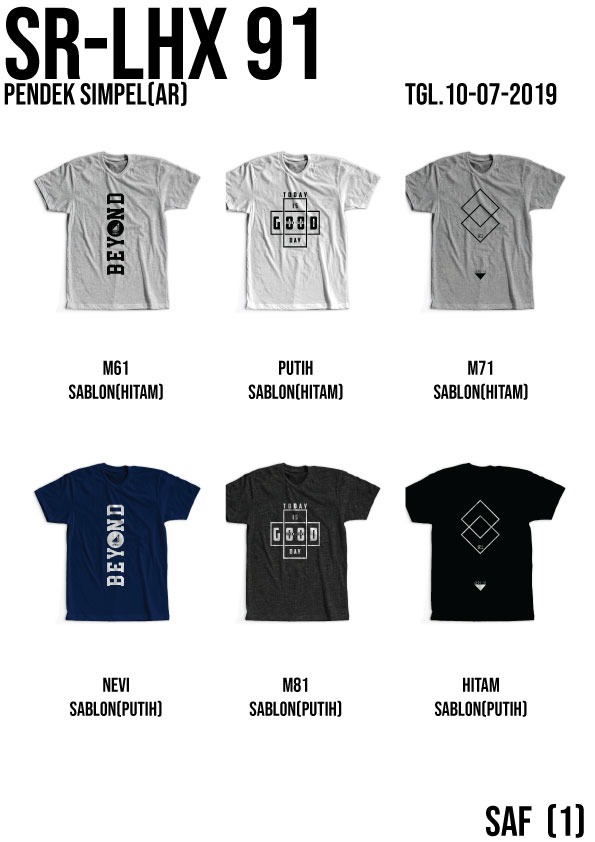 SR-LHX 91
PENDEK SIMPEL(AR)
TGL.10-07-2019
BEYOND
TODAY
IS
GOOD
DAY
M61
SABLON(HITAM)
PUTIH
SABLON(HITAM)
M71
SABLON(HITAM)
BEYOND
TODAY
IS
GOOD
DAY
NEVI
SABLON(PUTIH)
M81
SABLON(PUTIH)
HITAM
SABLON(PUTIH)
SAF (1)